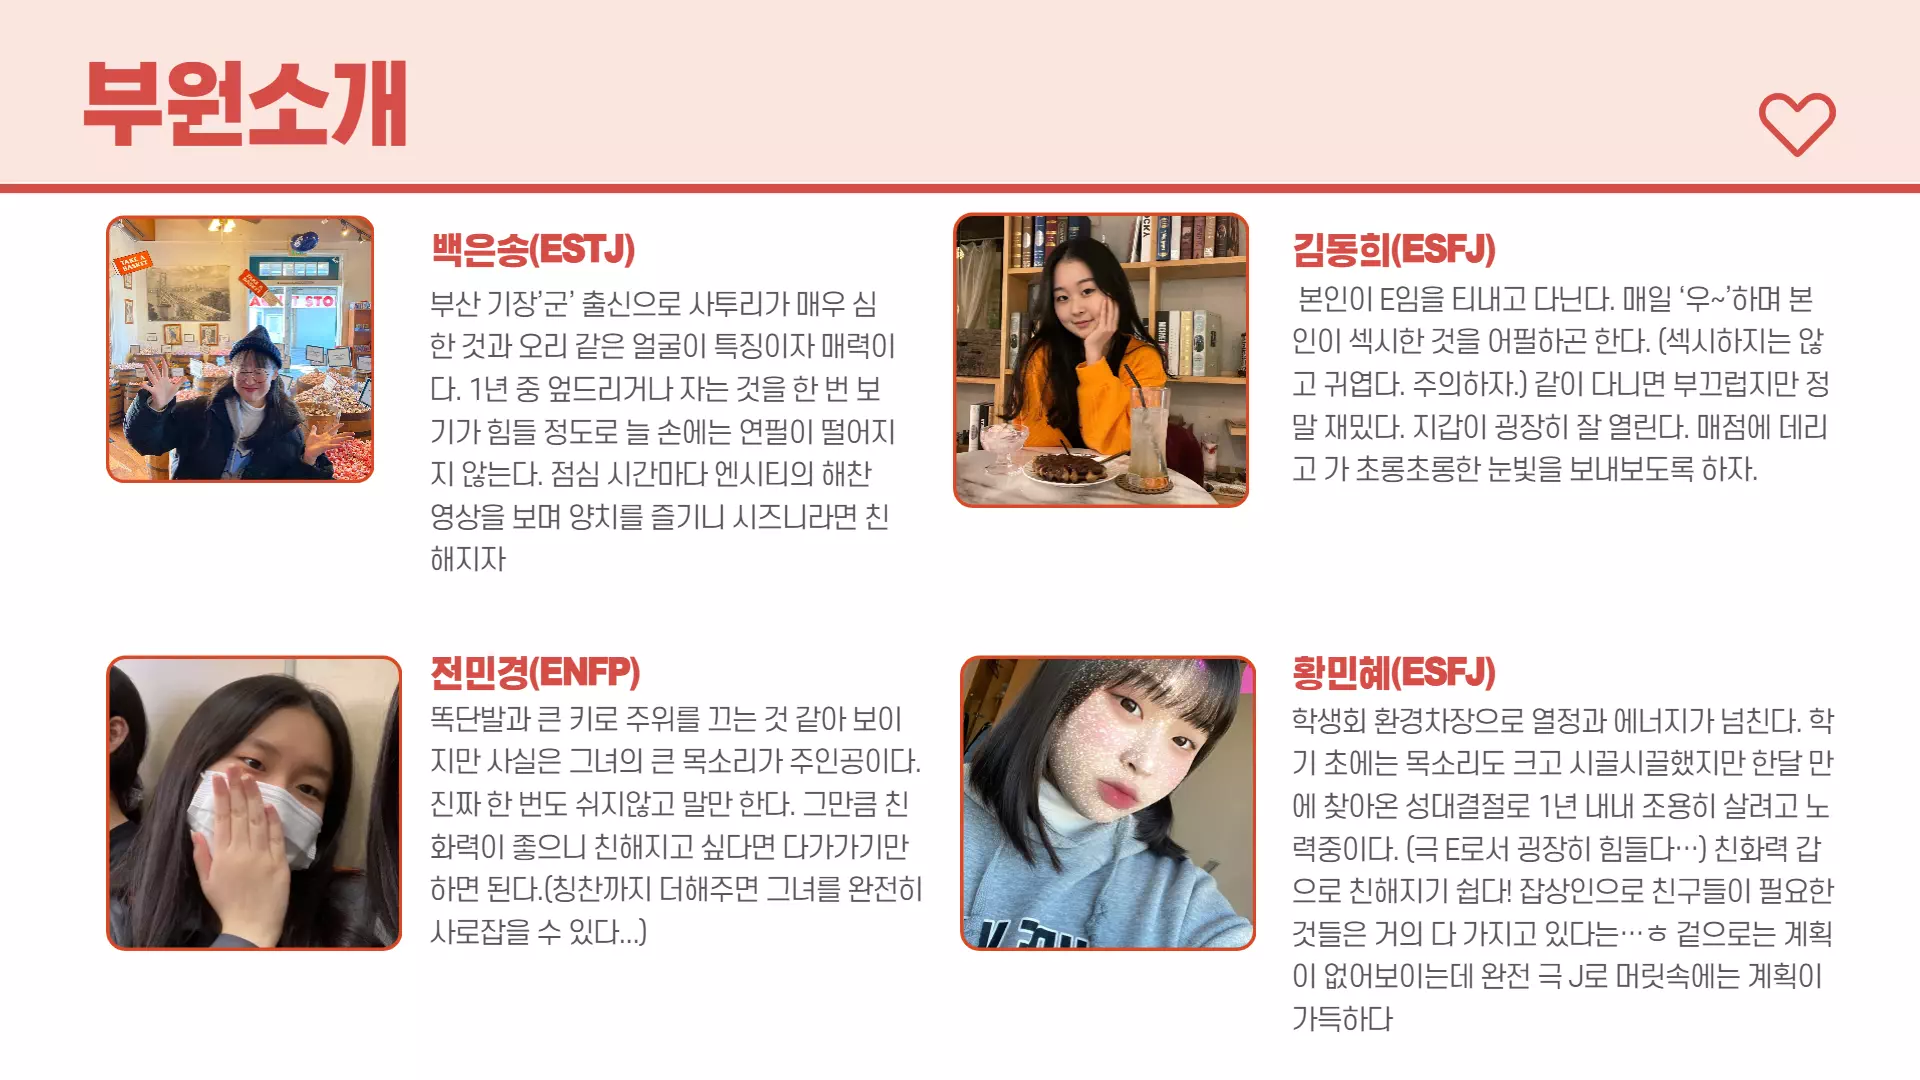 부원소개
백은송(ESTJ)
부산 기장’군’ 출신으로 사투리가 매우 심
한 것과 오리 같은 얼굴이 특징이자 매력이
다. 1년 중 엎드리거나 자는 것을 한 번 보
기가 힘들 정도로 늘 손에는 연필이 떨어지
지 않는다. 점심 시간마다 엔시티의 해찬
영상을 보며 양치를 즐기니 시즈니라면 친
해지자
TAKE A
BASKET
김동희(ESFJ)
본인이 E임을 티내고 다닌다. 매일 ‘우~’하며 본
인이 섹시한 것을 어필하곤 한다. (섹시하지는 않
고 귀엽다. 주의하자.) 같이 다니면 부끄럽지만 정
말 재밌다. 지갑이 굉장히 잘 열린다. 매점에 데리
고 가 초롱초롱한 눈빛을 보내보도록 하자.
전민경(ENFP)
똑단발과 큰 키로 주위를 끄는 것 같아 보이
지만 사실은 그녀의 큰 목소리가 주인공이다.
진짜 한 번도 쉬지않고 말만 한다. 그만큼 친
화력이 좋으니 친해지고 싶다면 다가가기만
하면 된다.(칭찬까지 더해주면 그녀를 완전히
사로잡을 수 있다...)
황민혜(ESFJ)
학생회 환경차장으로 열정과 에너지가 넘친다. 학
기 초에는 목소리도 크고 시끌시끌했지만 한달 만
에 찾아온 성대결절로 1년 내내 조용히 살려고 노
력중이다. (극 E로서 굉장히 힘들다…) 친화력 갑
으로 친해지기 쉽다! 잡상인으로 친구들이 필요한
것들은 거의 다 가지고 있다는…ㅎ 겉으로는 계획
이 없어보이는데 완전 극 J로 머릿속에는 계획이
가득하다